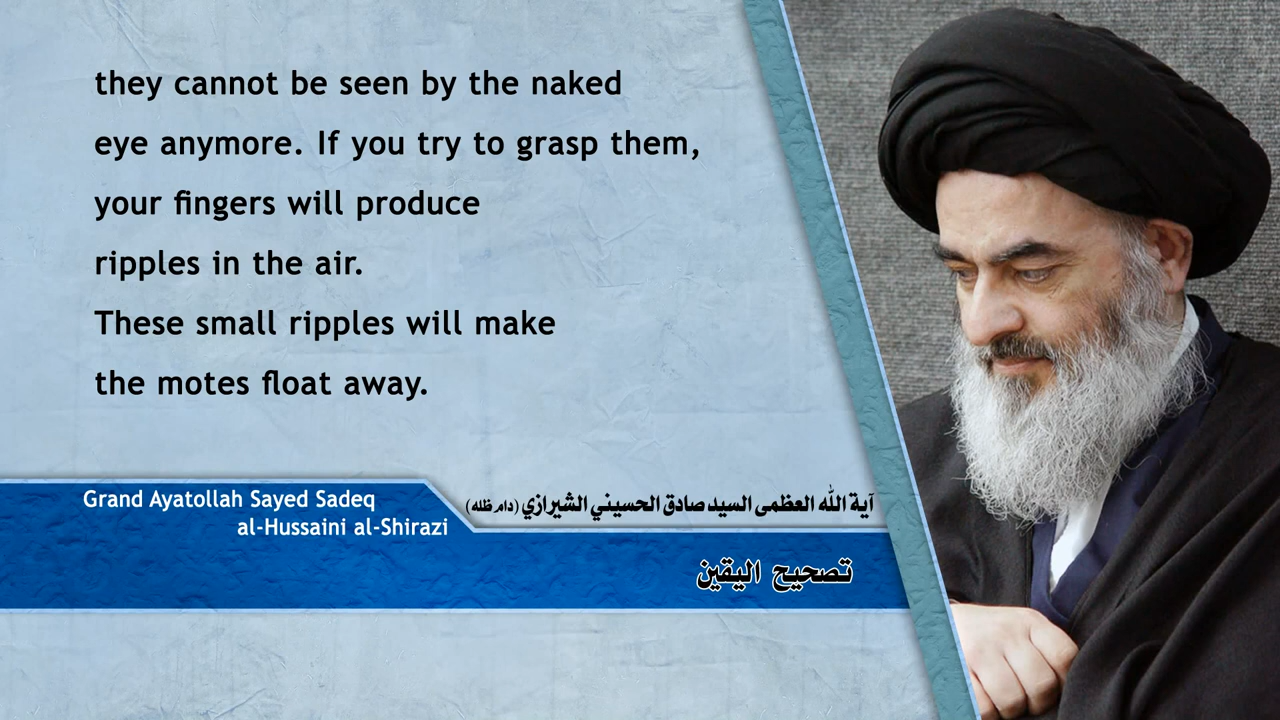 they cannot be seen by the naked
eye anymore. If you try to grasp them,
your fingers will produce
ripples in the air.
These small ripples will make
the motes float away.
Grand Ayatollah Sayed Sadeq
al-Hussaini al-Shirazi
آية الله العظمى السيد صادق الحسيني الشيرازي (دام ظله)
تصحيح اليقين